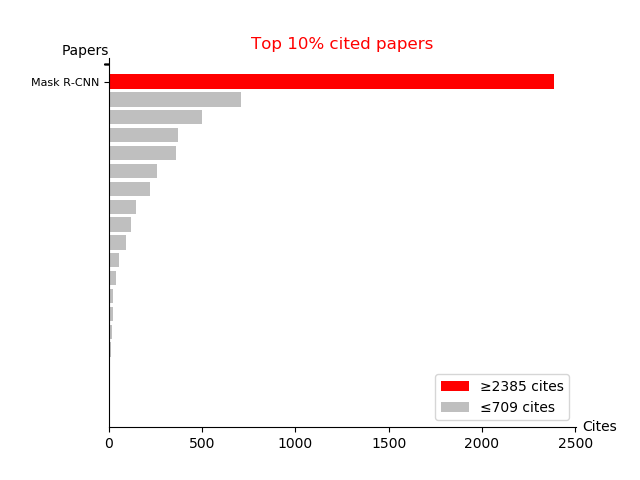 Top 10% cited papers
Papers
Mask R-CNN
≥2385 cites
≤709 cites
Cites
0 500 1000 1500 2000 2500